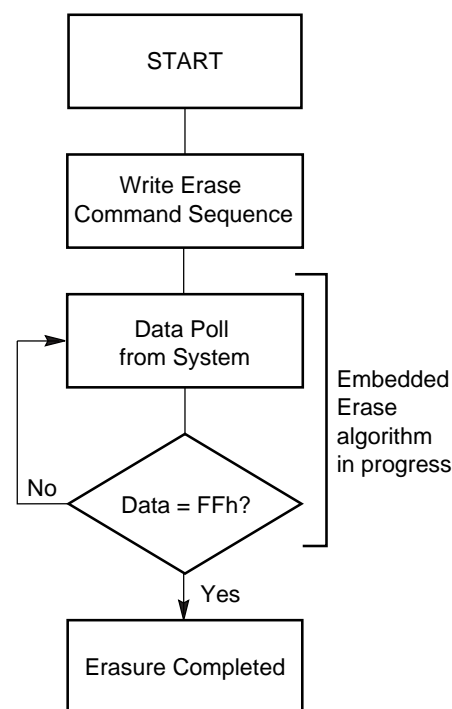 START
Write Erase
Command Sequence
Data Poll
from System
Embedded
Erase
algorithm
in progress
No
Data = FFh?
Yes
Erasure Completed